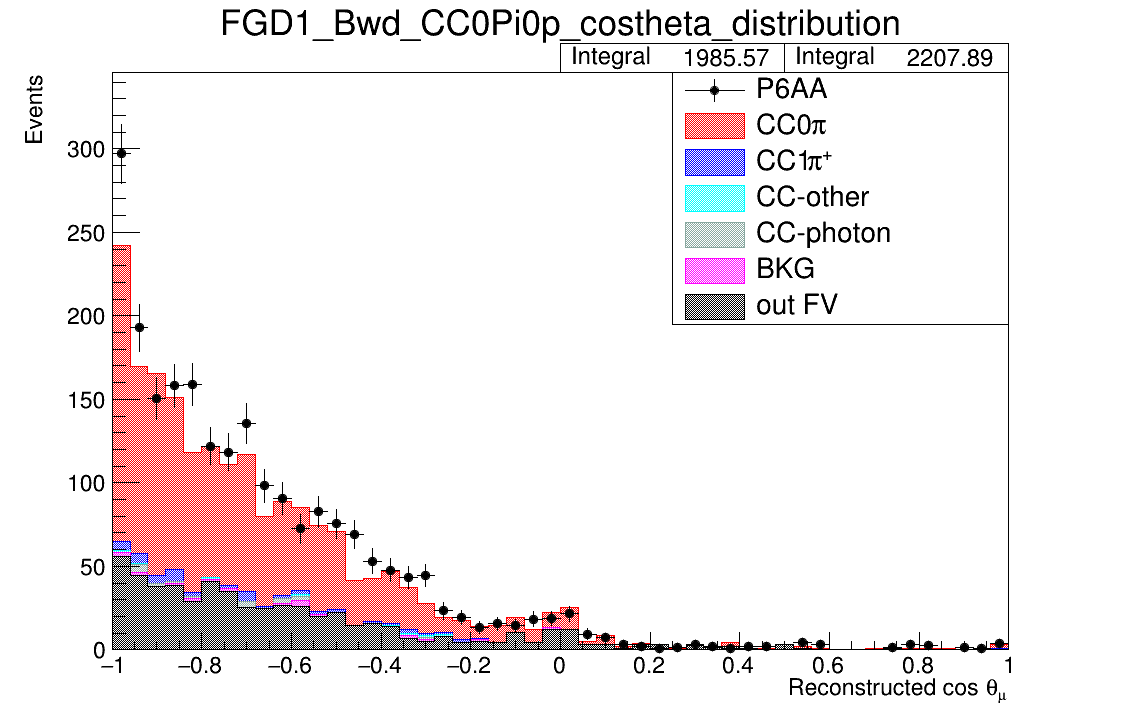 FGD1_Bwd_CC0Pi0p_costheta_distribution
Integral 1985.57 Integral 2207.89
Events
P6AA
CC0π
CC1π⁺
CC-other
CC-photon
BKG
out FV
300
250
200
150
100
50
0
−1 −0.8 −0.6 −0.4 −0.2 0 0.2 0.4 0.6 0.8 1
Reconstructed cos θμ